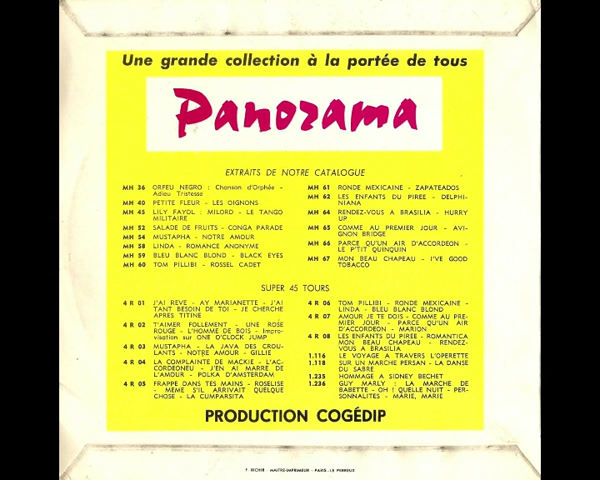 Une grande collection à la portée de tous
Panorama
EXTRAITS DE NOTRE CATALOGUE
MH 36 ORFEU NEGRO : Chanson d'Orphée -
Adieu Tristesse
MH 40 PETITE FLEUR - LES OIGNONS
MH 45 LILY FAYOL : MILORD - LE TANGO
MILITAIRE
MH 52 SALADE DE FRUITS - CONGA PARADE
MH 54 MUSTAPHA - NOTRE AMOUR
MH 58 LINDA - ROMANCE ANONYME
MH 59 BLEU BLANC BLOND - BLACK EYES
MH 60 TOM PILLIBI - ROSSEL CADET
MH 61 RONDE MEXICAINE - ZAPATEADOS
MH 62 LES ENFANTS DU PIREE - DELPHI-
NIANA
MH 64 RENDEZ-VOUS A BRASILIA - HURRY
UP
MH 65 COMME AU PREMIER JOUR - AVI-
GNON BRIDGE
MH 66 PARCE QU'UN AIR D'ACCORDEON -
LE P'TIT QUINQUIN
MH 67 MON BEAU CHAPEAU - I'VE GOOD
TOBACCO
SUPER 45 TOURS
4 R 01 J'AI REVE - AY MARIANETTE - J'AI
TANT BESOIN DE TOI - JE CHERCHE
APRES TITINE
4 R 02 T'AIMER FOLLEMENT - UNE ROSE
ROUGE - L'HOMME DE BOIS - Impro-
visation sur ONE O'CLOCK JUMP
4 R 03 MUSTAPHA - LA JAVA DES CROU-
LANTS - NOTRE AMOUR - GILLIE
4 R 04 LA COMPLAINTE DE MACKIE - L'AC-
CORDEONEU - J'EN AI MARRE DE
L'AMOUR - POLKA D'AMSTERDAM
4 R 05 FRAPPE DANS TES MAINS - ROSELISE
- MEME S'IL ARRIVAIT QUELQUE
CHOSE - LA CUMPARSITA
4 R 06 TOM PILLIBI - RONDE MEXICAINE -
LINDA - BLEU BLANC BLOND
4 R 07 AMOUR JE TE DOIS - COMME AU PRE-
MIER JOUR - PARCE QU'UN AIR
D'ACCORDEON - MARION
4 R 08 LES ENFANTS DU PIREE - ROMANTICA
MON BEAU CHAPEAU - RENDEZ-
VOUS A BRASILIA
1.116 LE VOYAGE A TRAVERS L'OPERETTE
1.118 SUR UN MARCHE PERSAN - LA DANSE
DU SABRE
1.235 HOMMAGE A SIDNEY BECHET
1.236 GUY MARLY : LA MARCHE DE
BABETTE - OH ! QUELLE NUIT - PER-
SONNALITES - MARIE, MARIE
PRODUCTION COGÉDIP
MAITRE-IMPRIMEUR - PARIS